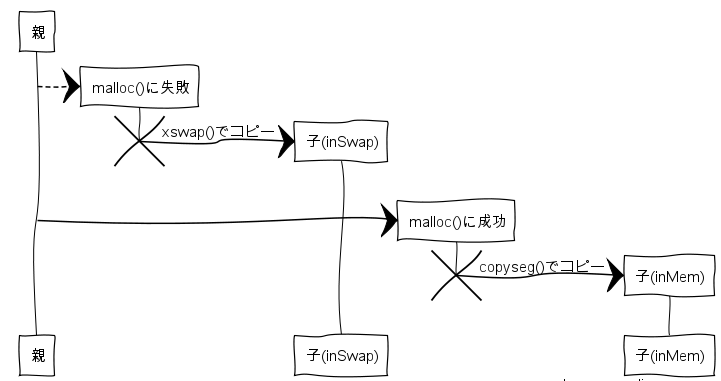 親
malloc()に失敗
xswap()でコピー
子(inSwap)
malloc()に成功
copyseg()でコピー
子(inMem)
親
子(inSwap)
子(inMem)